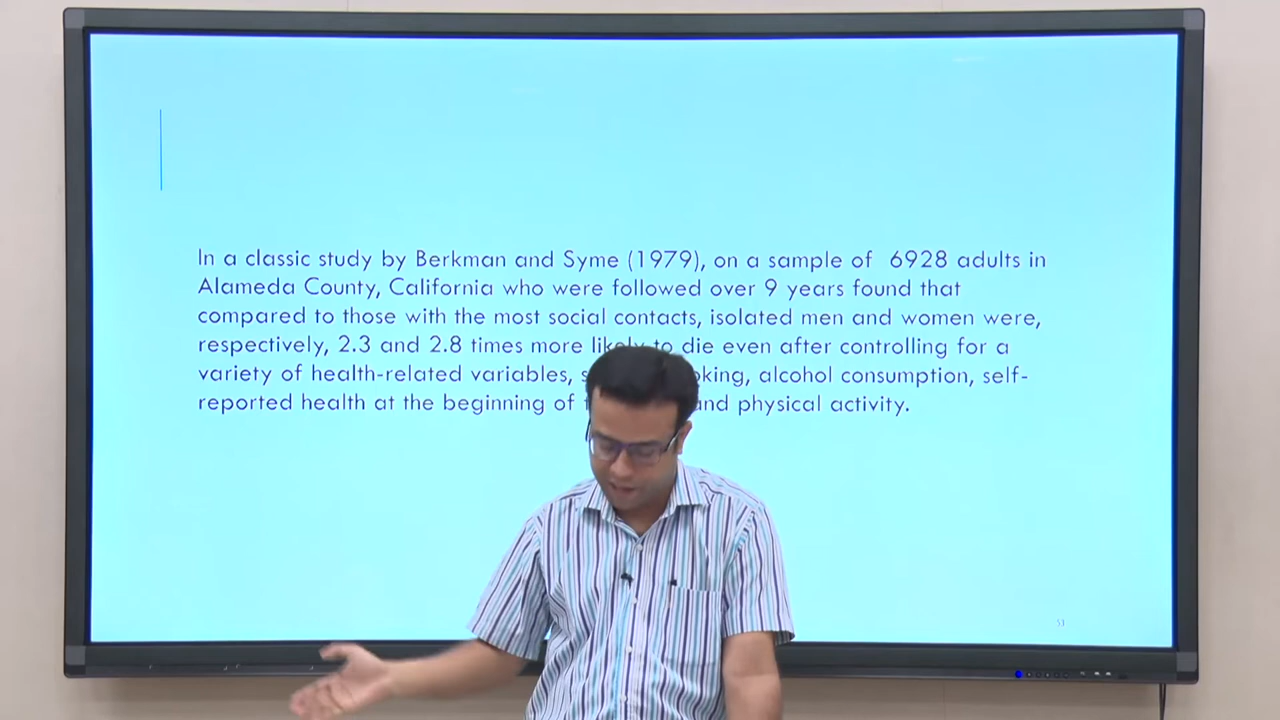 In a classic study by Berkman and Syme (1979), on a sample of 6928 adults in
Alameda County, California who were followed over 9 years found that
compared to those with the most social contacts, isolated men and women were,
respectively, 2.3 and 2.8 times more likely to die even after controlling for a
variety of health-related variables, alcohol consumption, self-
reported health at the beginning of and physical activity.
53